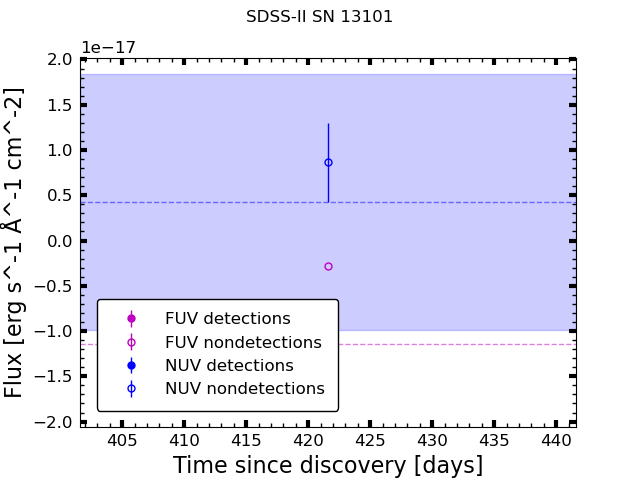 SDSS-II SN 13101
1e−17
2.0
1.5
1.0
0.5
0.0
−0.5
−1.0
−1.5
−2.0
Flux [erg s^-1 Å^-1 cm^-2]
FUV detections
FUV nondetections
NUV detections
NUV nondetections
405 410 415 420 425 430 435 440
Time since discovery [days]